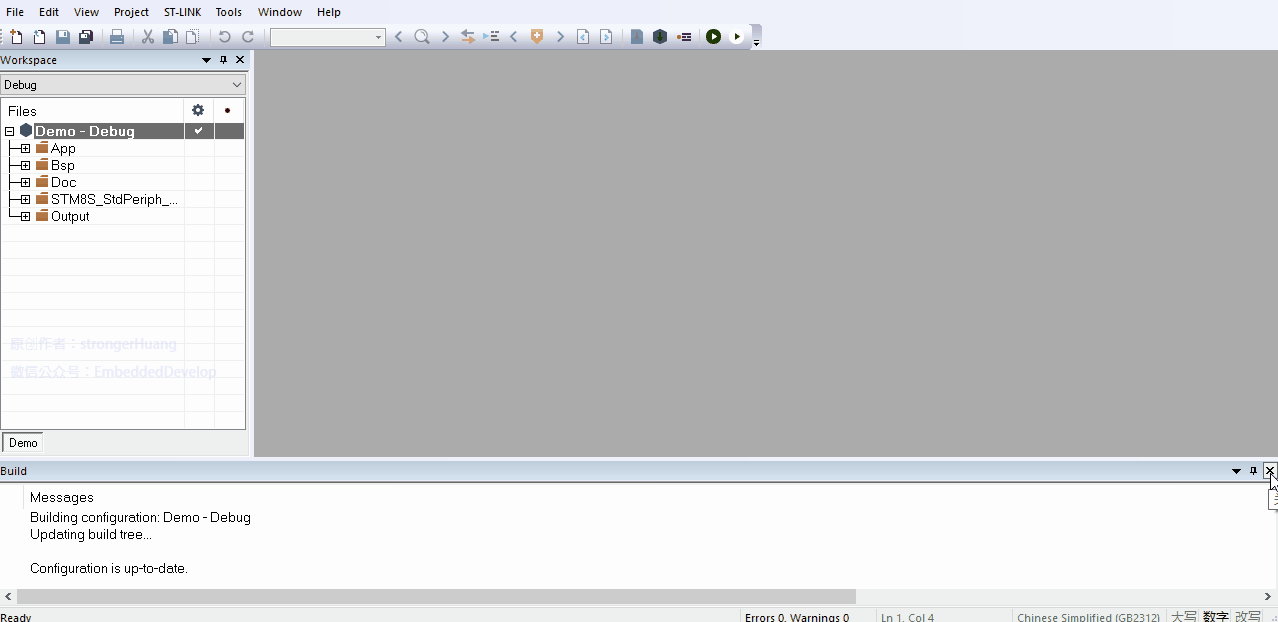 File Edit View Project ST-LINK Tools Window Help
Workspace
Debug
Files
Demo - Debug
App
Bsp
Doc
STM8S_StdPeriph_...
Output
原创作者：strongerHuang
微信公众号：EmbeddedDevelop
Demo
Build
Messages
Building configuration: Demo - Debug
Updating build tree...
Configuration is up-to-date.
Ready Errors 0, Warnings 0 Ln 1, Col 4 Chinese Simplified (GB2312) 大写 数字 改写